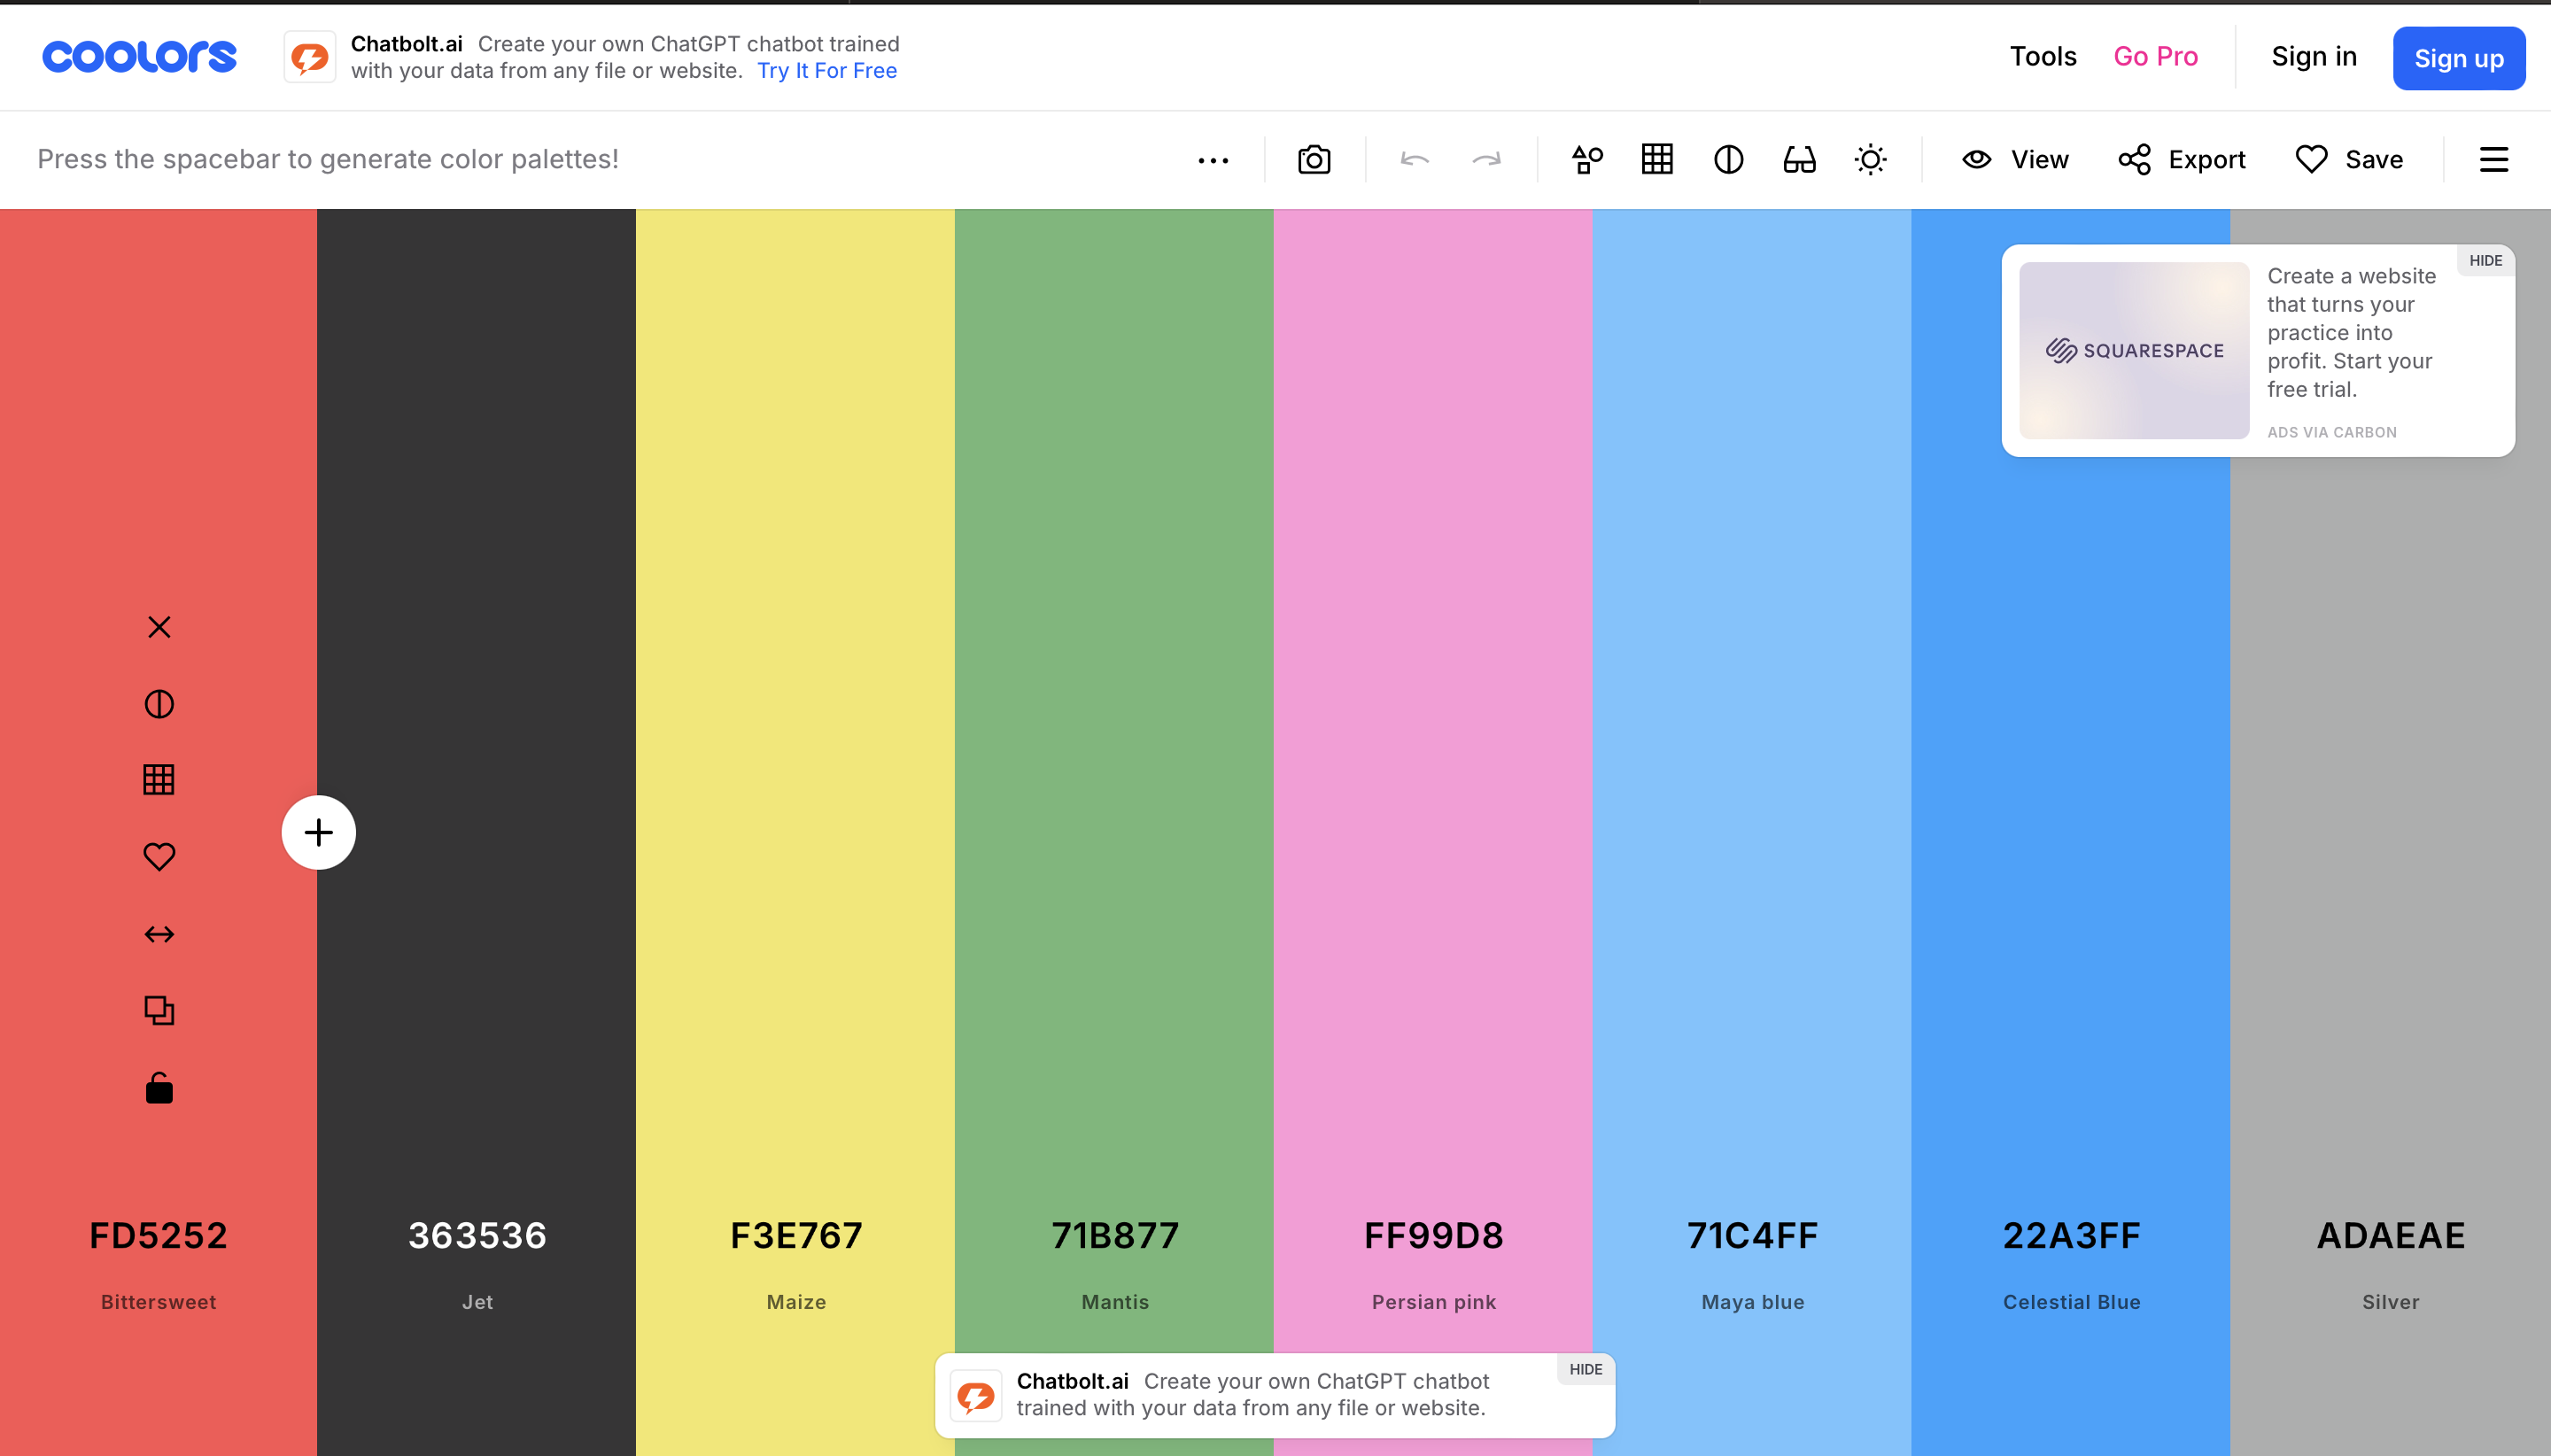 coolors
Chatbolt.ai Create your own ChatGPT chatbot trained
with your data from any file or website. Try It For Free
Tools
Go Pro
Sign in
Sign up
Press the spacebar to generate color palettes!
View
Export
Save
HIDE
SQUARESPACE
Create a website
that turns your
practice into
profit. Start your
free trial.
ADS VIA CARBON
FD5252
Bittersweet
363536
Jet
F3E767
Maize
71B877
Mantis
FF99D8
Persian pink
71C4FF
Maya blue
22A3FF
Celestial Blue
ADAEAE
Silver
Chatbolt.ai Create your own ChatGPT chatbot
trained with your data from any file or website.
HIDE